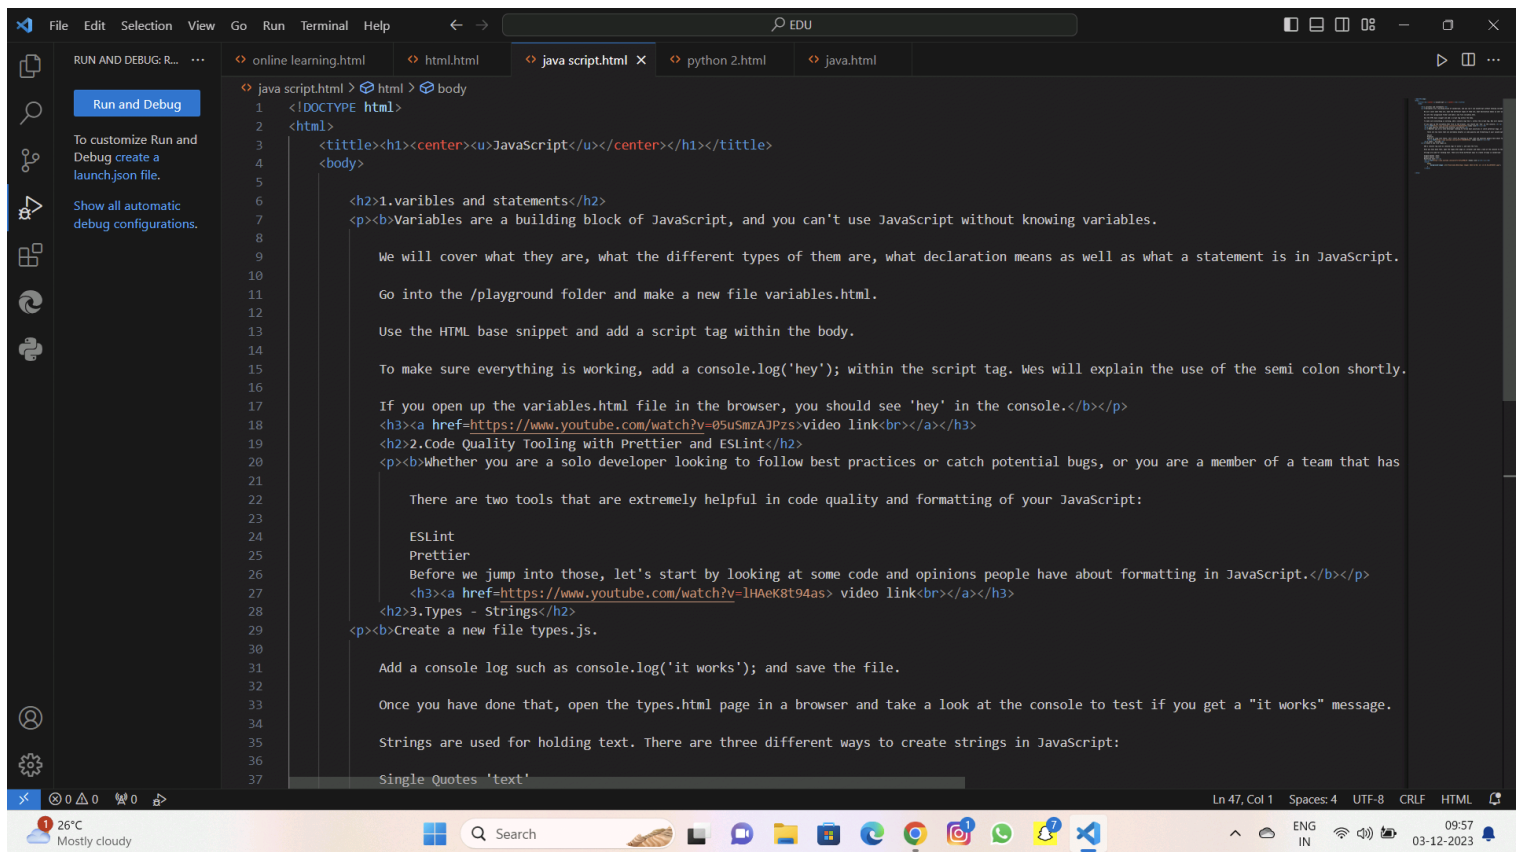 File Edit Selection View Go Run Terminal Help
EDU
RUN AND DEBUG: R... ...
online learning.html
html.html
java script.html
python 2.html
java.html
java script.html > html > body
Run and Debug
To customize Run and
Debug create a
launch.json file.
Show all automatic
debug configurations.
1 <!DOCTYPE html>
2 <html>
3 <tittle><h1><center><u>JavaScript</u></center></h1></tittle>
4 <body>
5
6 <h2>1.varibles and statements</h2>
7 <p><b>Variables are a building block of JavaScript, and you can't use JavaScript without knowing variables.
8
9 We will cover what they are, what the different types of them are, what declaration means as well as what a statement is in JavaScript.
10
11 Go into the /playground folder and make a new file variables.html.
12
13 Use the HTML base snippet and add a script tag within the body.
14
15 To make sure everything is working, add a console.log('hey'); within the script tag. Wes will explain the use of the semi colon shortly.
16
17 If you open up the variables.html file in the browser, you should see 'hey' in the console.</b></p>
18 <h3><a href=https://www.youtube.com/watch?v=05uSmzAJPzs>video link<br></a></h3>
19 <h2>2.Code Quality Tooling with Prettier and ESLint</h2>
20 <p><b>Whether you are a solo developer looking to follow best practices or catch potential bugs, or you are a member of a team that has
21
22 There are two tools that are extremely helpful in code quality and formatting of your JavaScript:
23
24 ESLint
25 Prettier
26 Before we jump into those, let's start by looking at some code and opinions people have about formatting in JavaScript.</b></p>
27 <h3><a href=https://www.youtube.com/watch?v=lHAeK8t94as> video link<br></a></h3>
28 <h2>3.Types - Strings</h2>
29 <p><b>Create a new file types.js.
30
31 Add a console log such as console.log('it works'); and save the file.
32
33 Once you have done that, open the types.html page in a browser and take a look at the console to test if you get a "it works" message.
34
35 Strings are used for holding text. There are three different ways to create strings in JavaScript:
36
37 Single Quotes 'text'
0 0 0
Ln 47, Col 1 Spaces: 4 UTF-8 CRLF HTML
1
26°C
Mostly cloudy
Search
1
7
ENG
IN
09:57
03-12-2023